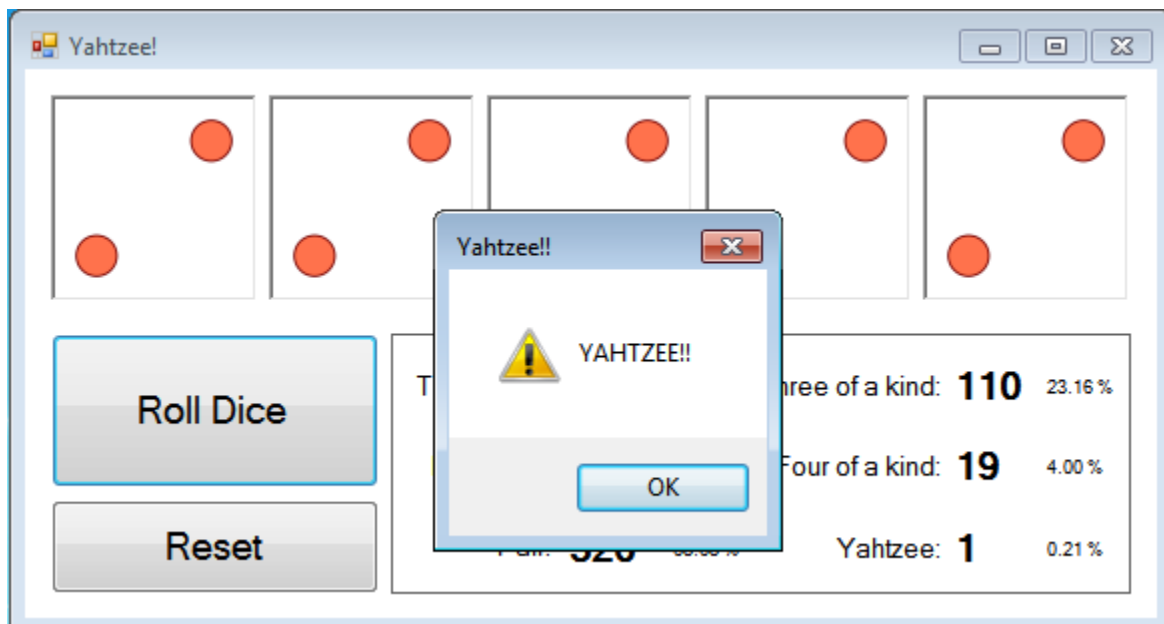 Yahtzee!
Yahtzee!!
YAHTZEE!!
OK
Roll Dice
Reset
hree of a kind: 110 23.16 %
Four of a kind: 19 4.00 %
Yahtzee: 1 0.21 %